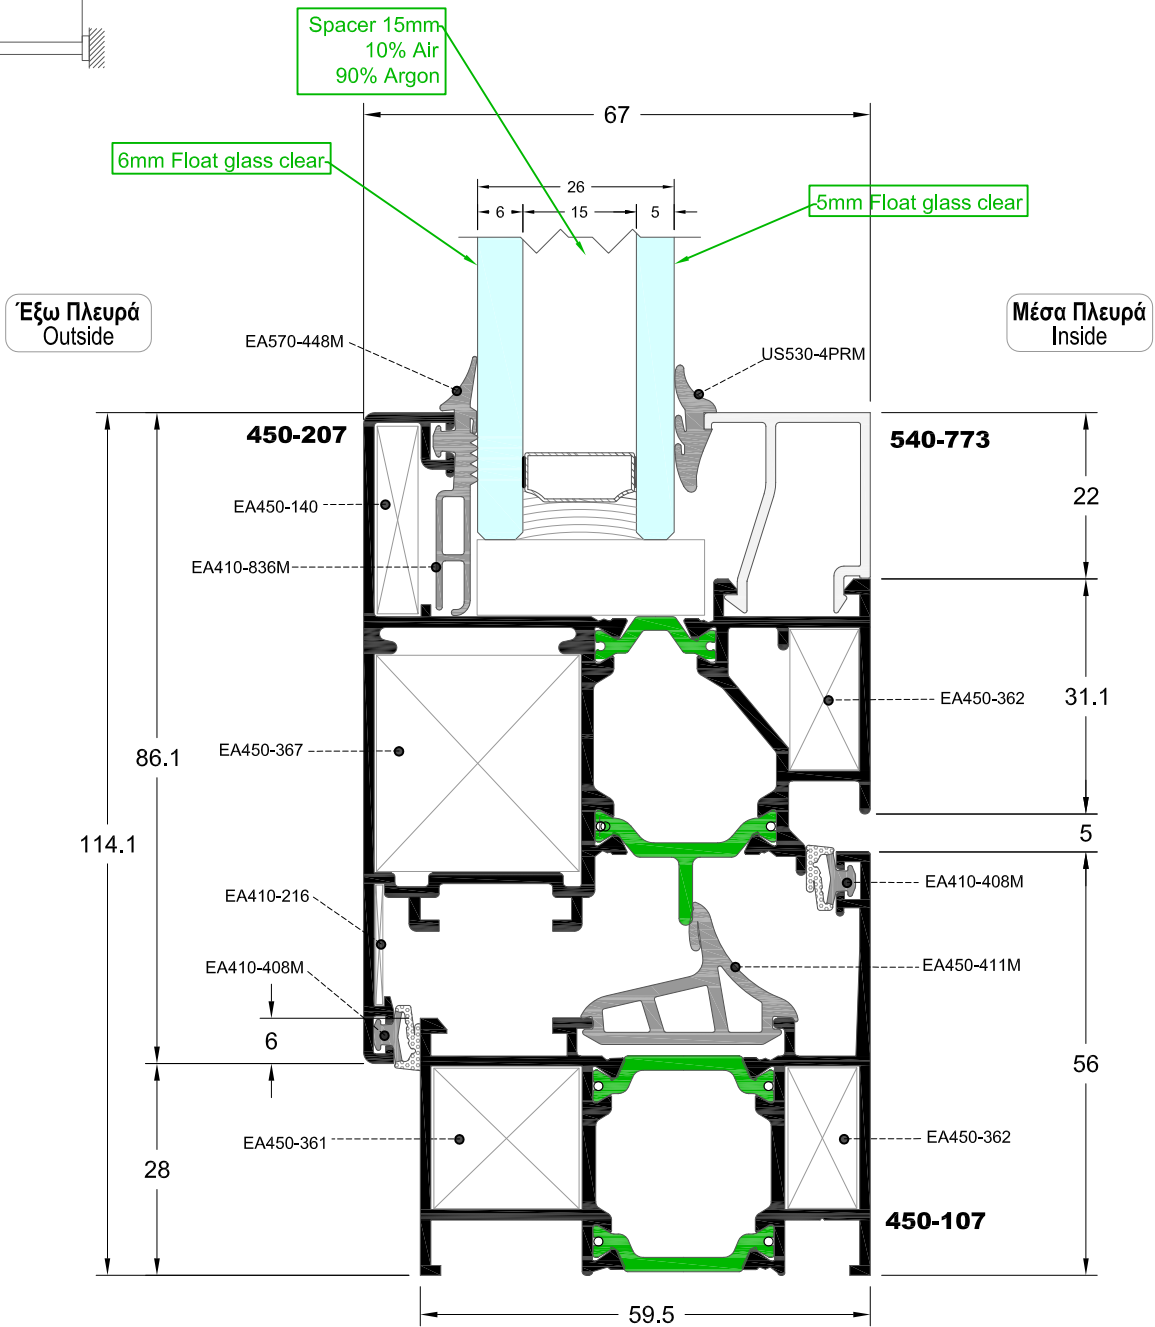 Spacer 15mm
10% Air
90% Argon
67
6mm Float glass clear
26
6
15
5
5mm Float glass clear
Έξω Πλευρά
Outside
Μέσα Πλευρά
Inside
EA570-448M
US530-4PRM
450-207
540-773
EA450-140
22
EA410-836M
EA450-362
31.1
EA450-367
86.1
114.1
5
EA410-216
EA410-408M
EA410-408M
EA450-411M
6
56
EA450-361
EA450-362
28
450-107
59.5